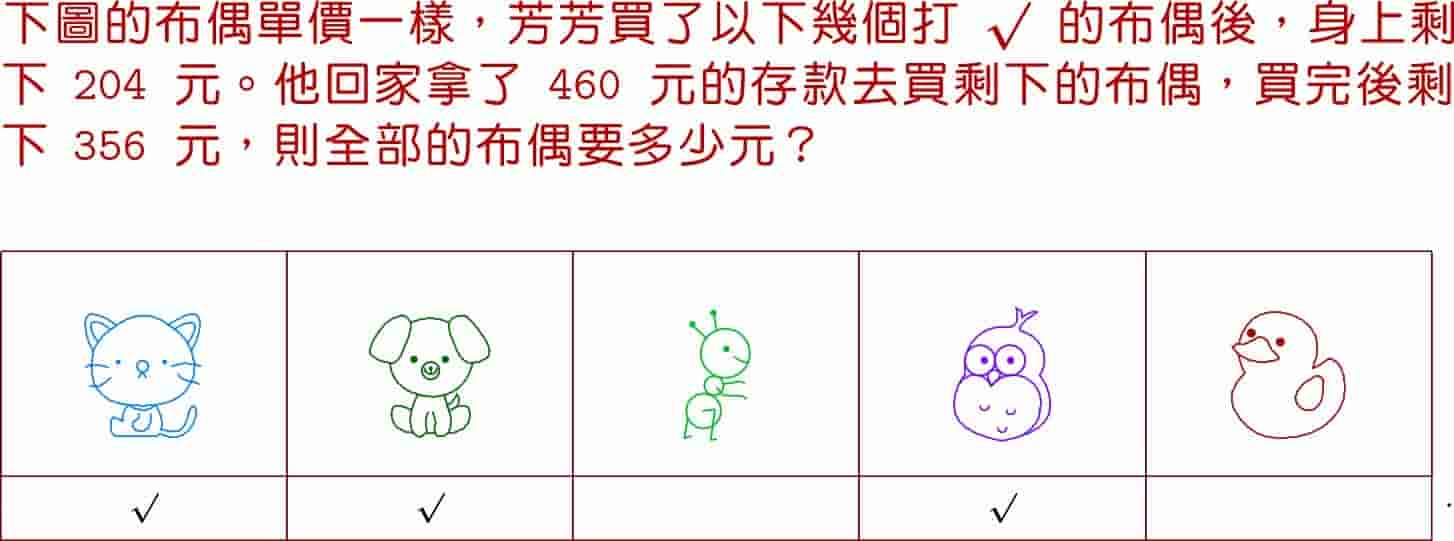 下圖的布偶單價一樣，芳芳買了以下幾個打 √ 的布偶後，身上剩
下 204 元。他回家拿了 460 元的存款去買剩下的布偶，買完後剩
下 356 元，則全部的布偶要多少元？
√ √ √ .